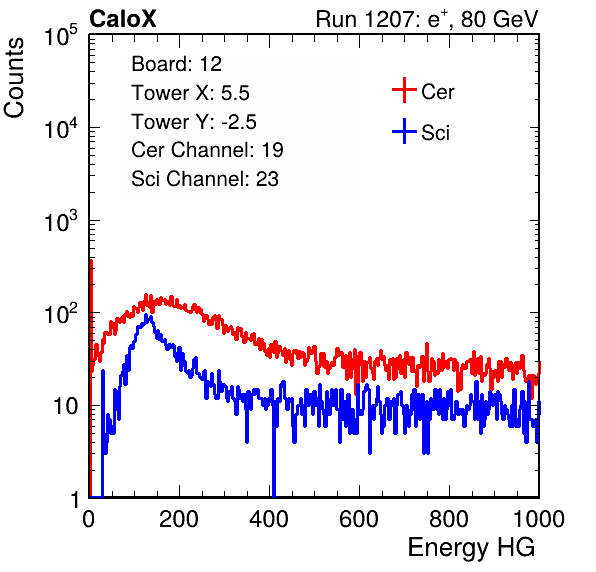 CaloX Run 1207: e⁺, 80 GeV
Counts
Board: 12
Tower X: 5.5
Tower Y: -2.5
Cer Channel: 19
Sci Channel: 23
Cer
Sci
10⁵
10⁴
10³
10²
10
1
0 200 400 600 800 1000
Energy HG